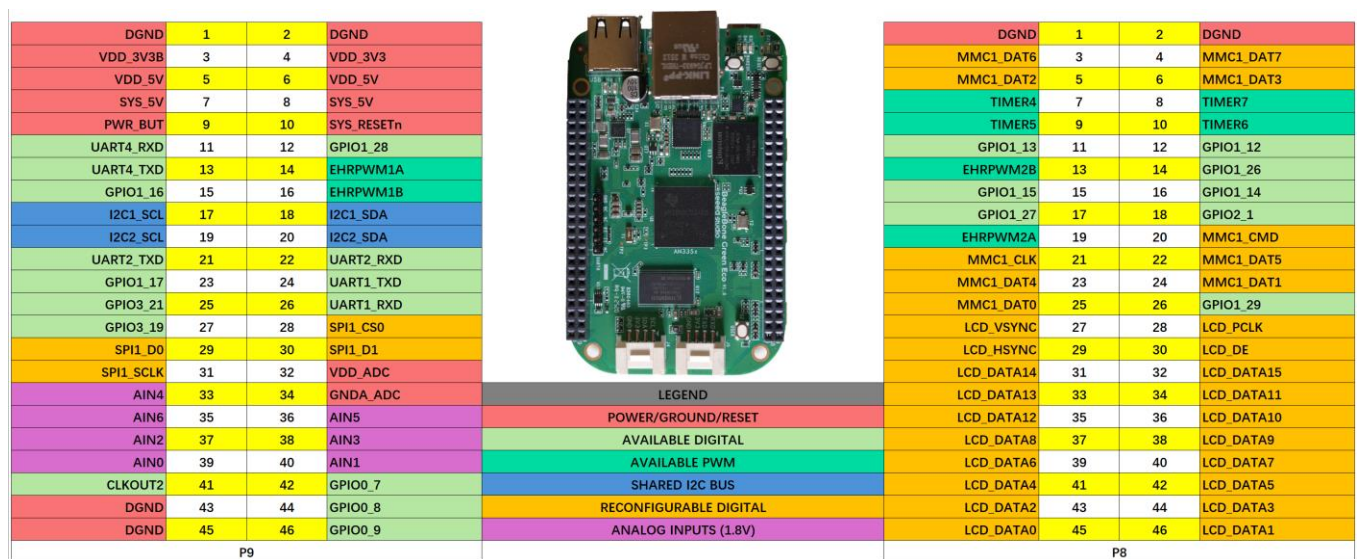 DGND 1 2 DGND
VDD_3V3B 3 4 VDD_3V3
VDD_5V 5 6 VDD_5V
SYS_5V 7 8 SYS_5V
PWR_BUT 9 10 SYS_RESETn
UART4_RXD 11 12 GPIO1_28
UART4_TXD 13 14 EHRPWM1A
GPIO1_16 15 16 EHRPWM1B
I2C1_SCL 17 18 I2C1_SDA
I2C2_SCL 19 20 I2C2_SDA
UART2_TXD 21 22 UART2_RXD
GPIO1_17 23 24 UART1_TXD
GPIO3_21 25 26 UART1_RXD
GPIO3_19 27 28 SPI1_CS0
SPI1_D0 29 30 SPI1_D1
SPI1_SCLK 31 32 VDD_ADC
AIN4 33 34 GNDA_ADC
AIN6 35 36 AIN5
AIN2 37 38 AIN3
AIN0 39 40 AIN1
CLKOUT2 41 42 GPIO0_7
DGND 43 44 GPIO0_8
DGND 45 46 GPIO0_9
P9
LINK-PP
BeagleBone Green Eco
seeed studio
AM335x
LEGEND
POWER/GROUND/RESET
AVAILABLE DIGITAL
AVAILABLE PWM
SHARED I2C BUS
RECONFIGURABLE DIGITAL
ANALOG INPUTS (1.8V)
DGND 1 2 DGND
MMC1_DAT6 3 4 MMC1_DAT7
MMC1_DAT2 5 6 MMC1_DAT3
TIMER4 7 8 TIMER7
TIMER5 9 10 TIMER6
GPIO1_13 11 12 GPIO1_12
EHRPWM2B 13 14 GPIO1_26
GPIO1_15 15 16 GPIO1_14
GPIO1_27 17 18 GPIO2_1
EHRPWM2A 19 20 MMC1_CMD
MMC1_CLK 21 22 MMC1_DAT5
MMC1_DAT4 23 24 MMC1_DAT1
MMC1_DAT0 25 26 GPIO1_29
LCD_VSYNC 27 28 LCD_PCLK
LCD_HSYNC 29 30 LCD_DE
LCD_DATA14 31 32 LCD_DATA15
LCD_DATA13 33 34 LCD_DATA11
LCD_DATA12 35 36 LCD_DATA10
LCD_DATA8 37 38 LCD_DATA9
LCD_DATA6 39 40 LCD_DATA7
LCD_DATA4 41 42 LCD_DATA5
LCD_DATA2 43 44 LCD_DATA3
LCD_DATA0 45 46 LCD_DATA1
P8